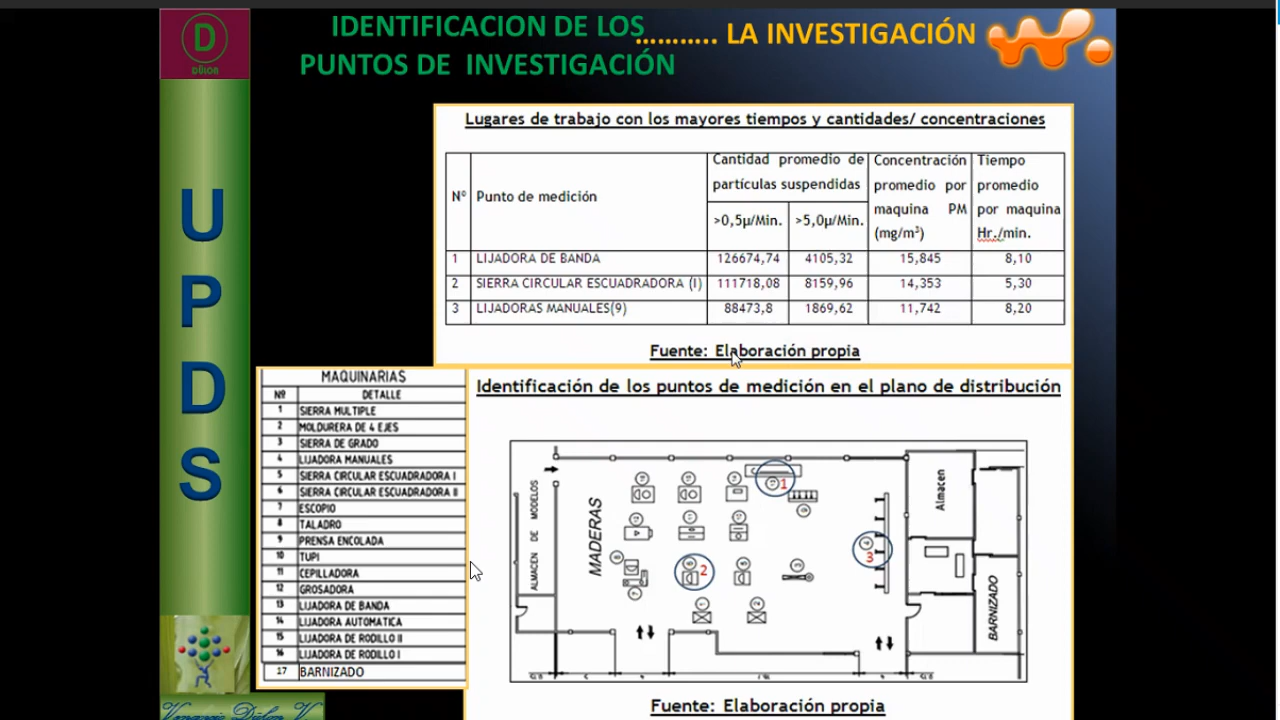 D
DÜLON
IDENTIFICACION DE LOS
PUNTOS DE INVESTIGACIÓN
……….. LA INVESTIGACIÓN
U
P
D
S
Lugares de trabajo con los mayores tiempos y cantidades/ concentraciones
Nº Punto de medición Cantidad promedio de partículas suspendidas Concentración promedio por maquina PM (mg/m³) Tiempo promedio por maquina Hr./min.
>0,5µ/Min. >5,0µ/Min.
1 LIJADORA DE BANDA 126674,74 4105,32 15,845 8,10
2 SIERRA CIRCULAR ESCUADRADORA (I) 111718,08 8159,96 14,353 5,30
3 LIJADORAS MANUALES(9) 88473,8 1869,62 11,742 8,20
Fuente: Elaboración propia
MAQUINARIAS
Nº DETALLE
1 SIERRA MULTIPLE
2 MOLDURERA DE 4 EJES
3 SIERRA DE GRADO
4 LIJADORA MANUALES
5 SIERRA CIRCULAR ESCUADRADORA I
6 SIERRA CIRCULAR ESCUADRADORA II
7 ESCOPIO
8 TALADRO
9 PRENSA ENCOLADA
10 TUPI
11 CEPILLADORA
12 GROSADORA
13 LIJADORA DE BANDA
14 LIJADORA AUTOMATICA
15 LIJADORA DE RODILLO II
16 LIJADORA DE RODILLO I
17 BARNIZADO
Identificación de los puntos de medición en el plano de distribución
ALMACEN DE MODELOS
MADERAS
1
2
3
Almacen
BARNIZADO
Fuente: Elaboración propia